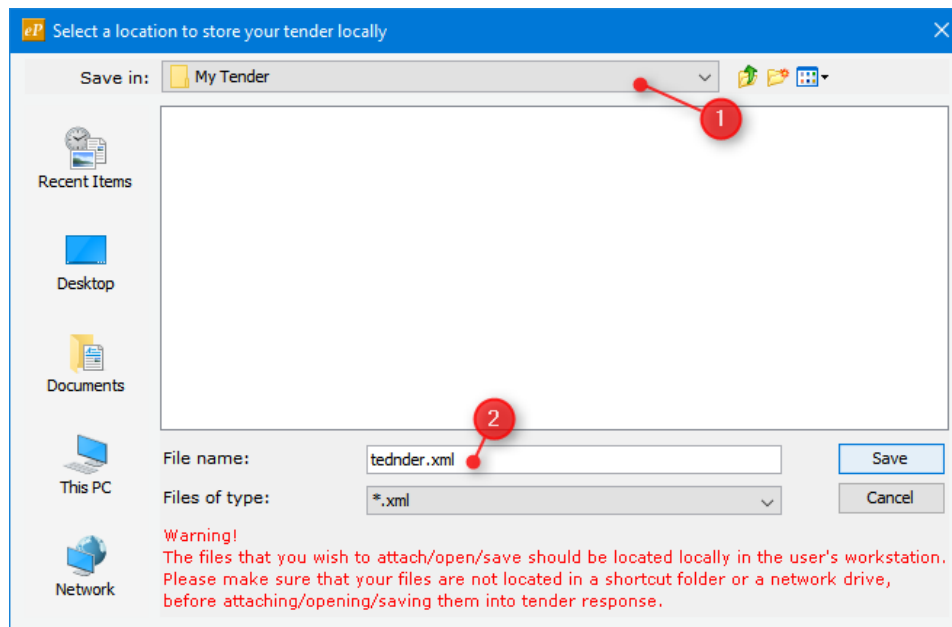 eP Select a location to store your tender locally
Save in: My Tender
1
Recent Items
Desktop
Documents
This PC
Network
2
File name: tednder.xml Save
Files of type: *.xml Cancel
Warning!
The files that you wish to attach/open/save should be located locally in the user's workstation.
Please make sure that your files are not located in a shortcut folder or a network drive,
before attaching/opening/saving them into tender response.